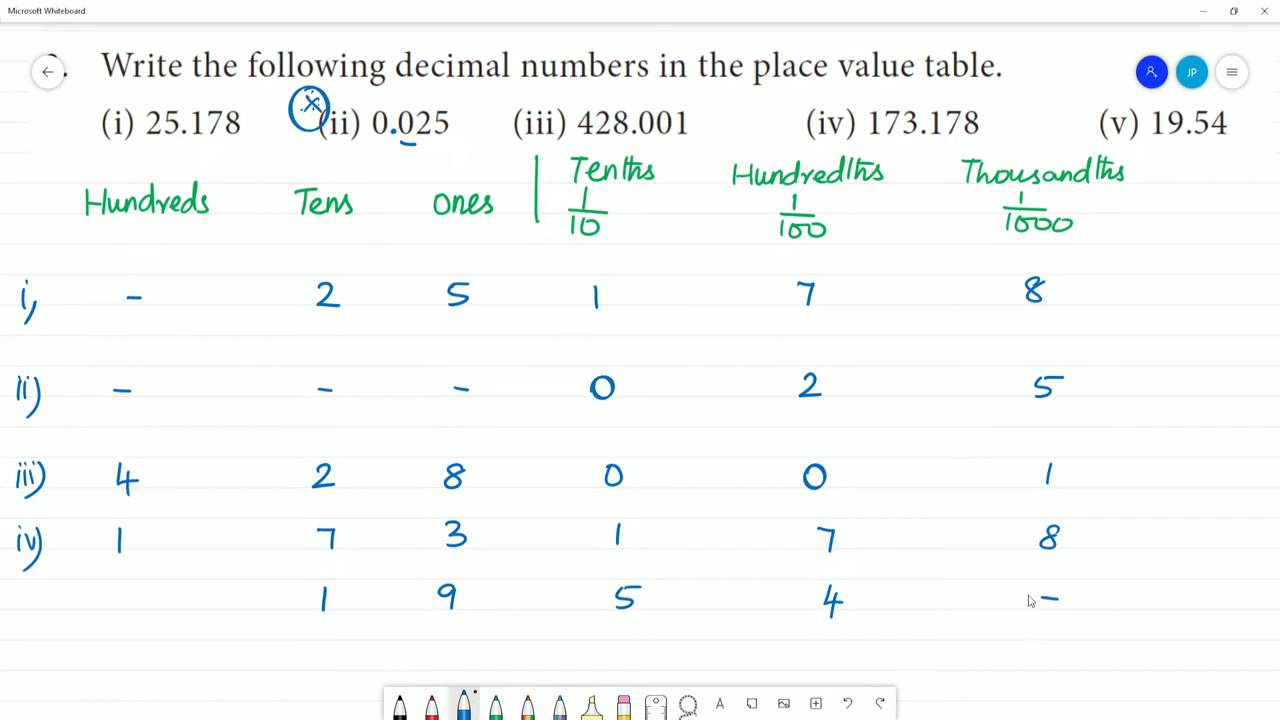 Microsoft Whiteboard
Write the following decimal numbers in the place value table.
JP
(i) 25.178 (ii) 0.025 (iii) 428.001 (iv) 173.178 (v) 19.54
Hundreds Tens ones Tenths 1/10 Hundredths 1/100 Thousandths 1/1000
i) - 2 5 1 7 8
ii) - - - 0 2 5
iii) 4 2 8 0 0 1
iv) 1 7 3 1 7 8
1 9 5 4 -
A